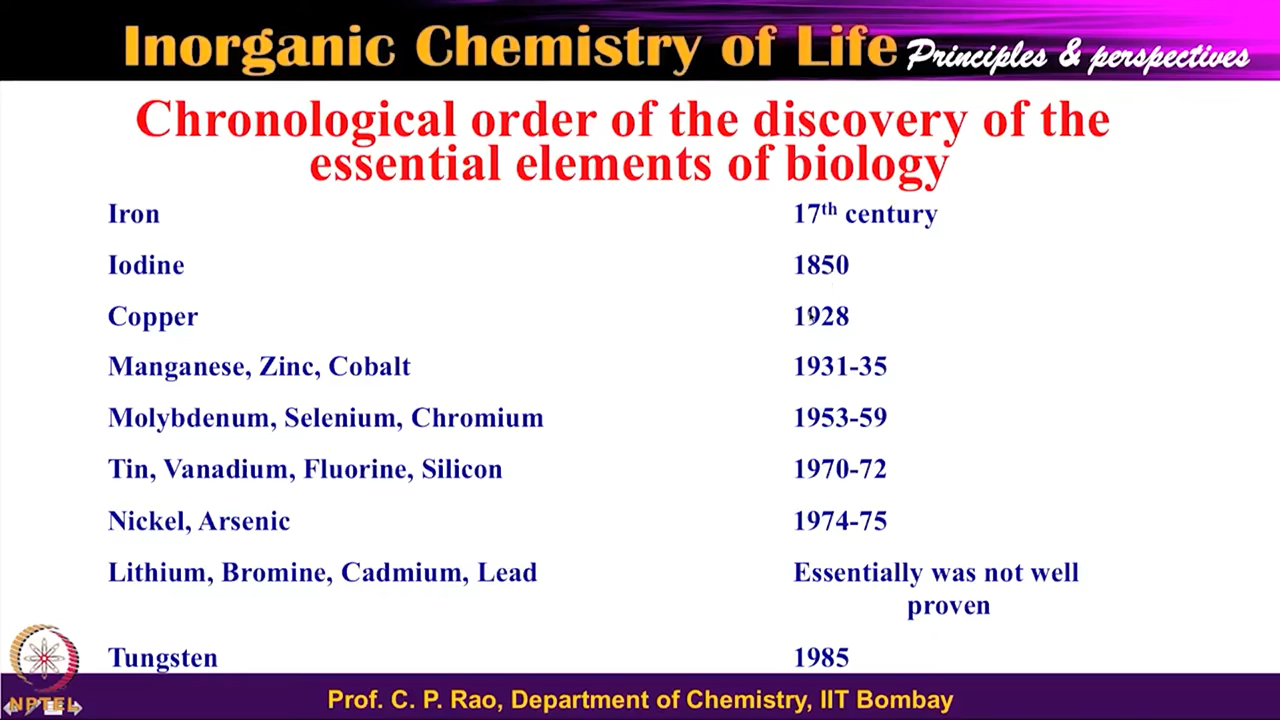 Inorganic Chemistry of Life Principles & perspectives
Chronological order of the discovery of the
essential elements of biology
Iron 17th century
Iodine 1850
Copper 1928
Manganese, Zinc, Cobalt 1931-35
Molybdenum, Selenium, Chromium 1953-59
Tin, Vanadium, Fluorine, Silicon 1970-72
Nickel, Arsenic 1974-75
Lithium, Bromine, Cadmium, Lead Essentially was not well
proven
Tungsten 1985
NPTEL
Prof. C. P. Rao, Department of Chemistry, IIT Bombay